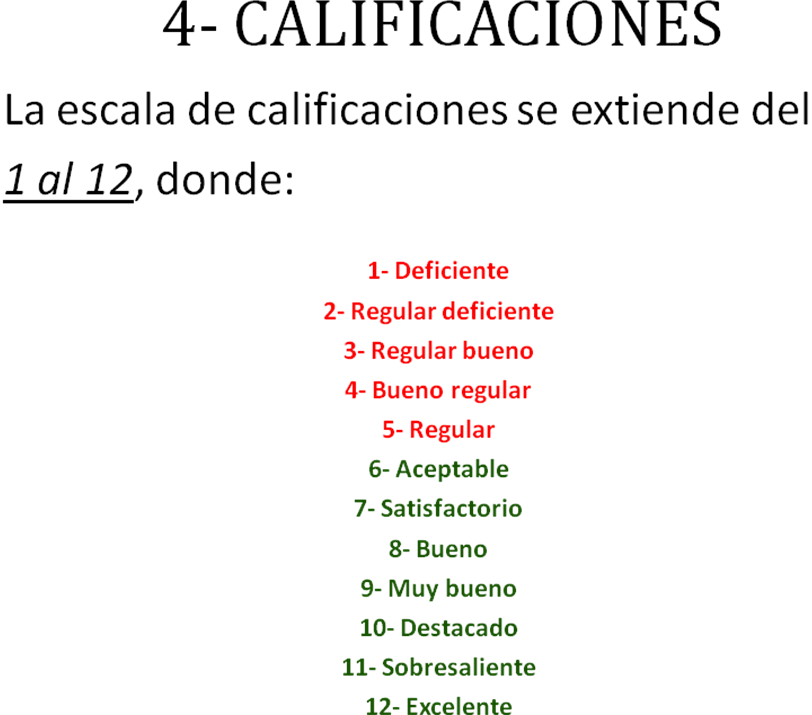 4- CALIFICACIONES
La escala de calificaciones se extiende del
1 al 12, donde:
1- Deficiente
2- Regular deficiente
3- Regular bueno
4- Bueno regular
5- Regular
6- Aceptable
7- Satisfactorio
8- Bueno
9- Muy bueno
10- Destacado
11- Sobresaliente
12- Excelente